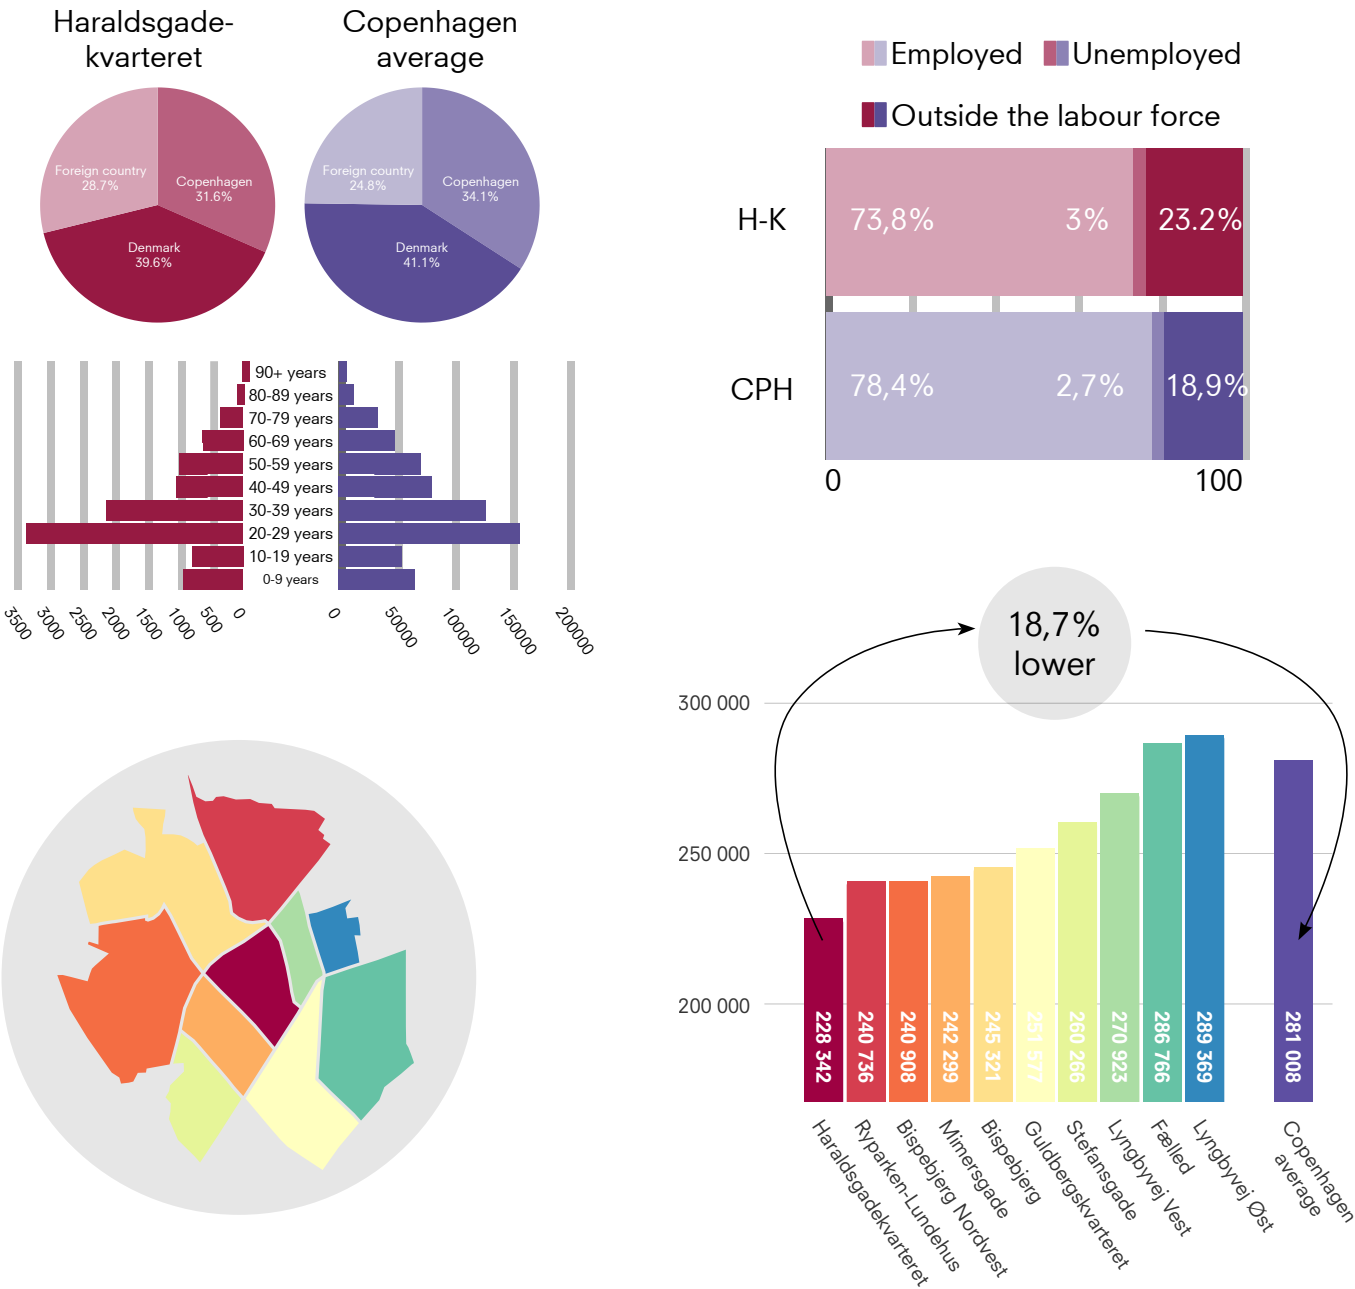 Haraldsgade-
kvarteret
Copenhagen
average
Foreign country
28.7%
Copenhagen
31.6%
Denmark
39.6%
Foreign country
24.8%
Copenhagen
34.1%
Denmark
41.1%
Employed
Unemployed
Outside the labour force
H-K
73,8%
3%
23.2%
CPH
78,4%
2,7%
18,9%
0
100
90+ years
80-89 years
70-79 years
60-69 years
50-59 years
40-49 years
30-39 years
20-29 years
10-19 years
0-9 years
3500
3000
2500
2000
1500
1000
500
0
0
50000
100000
150000
200000
18,7%
lower
300 000
250 000
200 000
228 342
240 736
240 908
242 299
245 321
251 577
260 266
270 923
286 766
289 369
281 008
Haraldsgadekvarteret
Ryparken-Lundehus
Bispebjerg Nordvest
Mimersgade
Bispebjerg
Guldbergskvarteret
Stefansgade
Lyngbyvej Vest
Fælled
Lyngbyvej Øst
Copenhagen
average